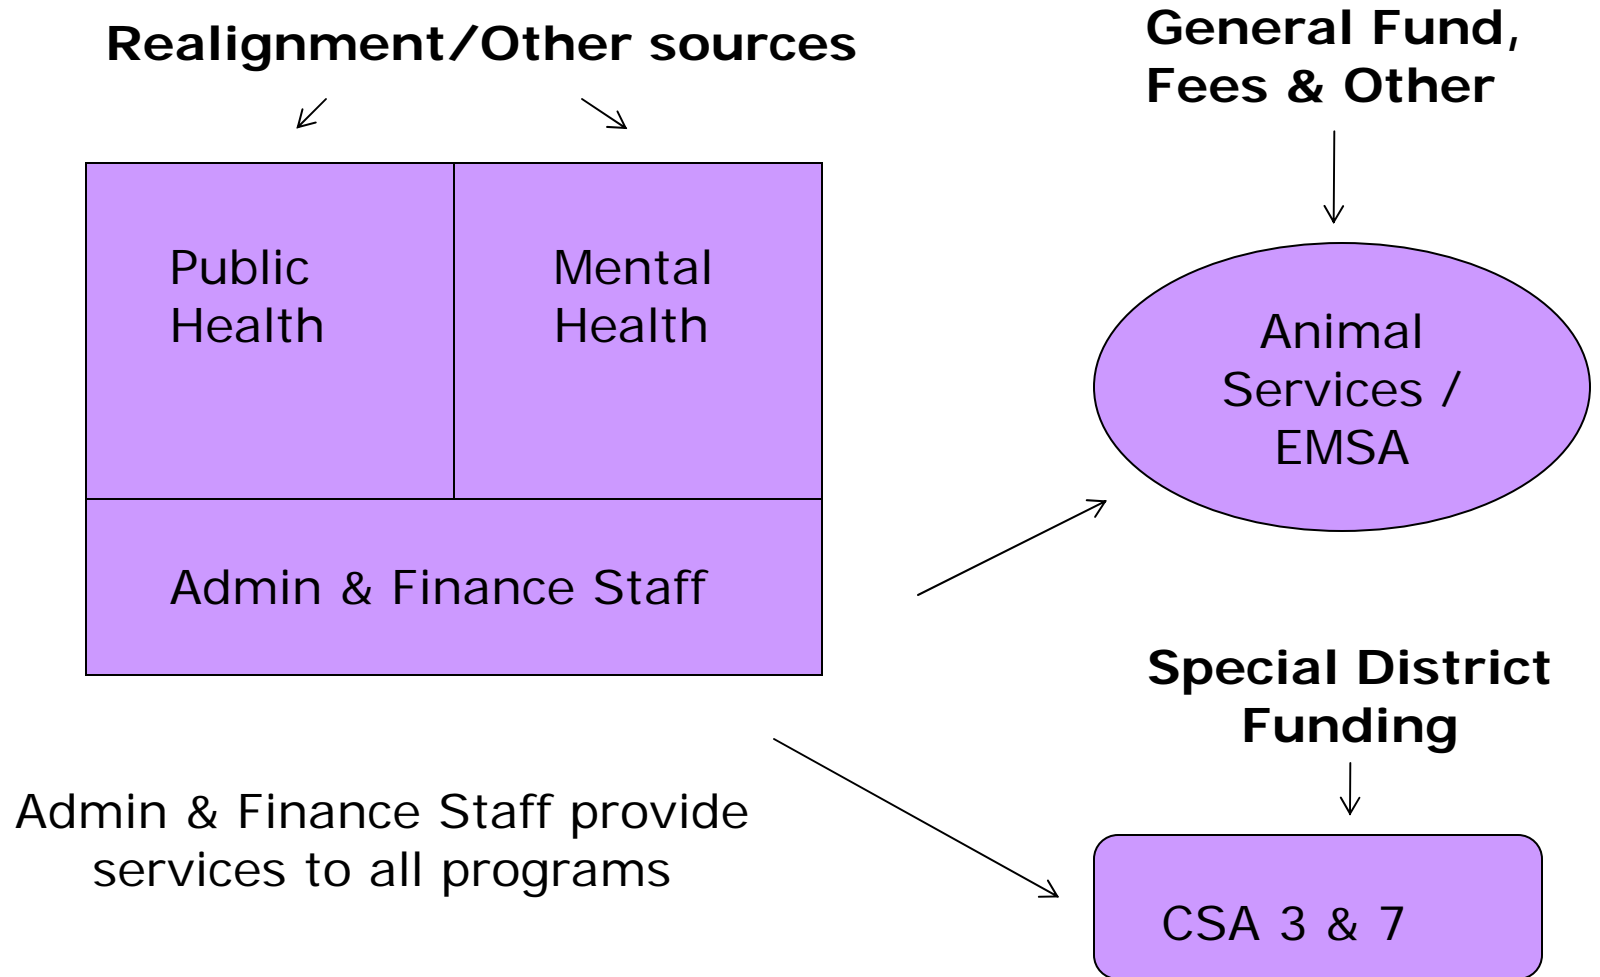 Realignment/Other sources
General Fund,
Fees & Other
Public
Health
Mental
Health
Animal
Services /
EMSA
Admin & Finance Staff
Special District
Funding
Admin & Finance Staff provide
services to all programs
CSA 3 & 7